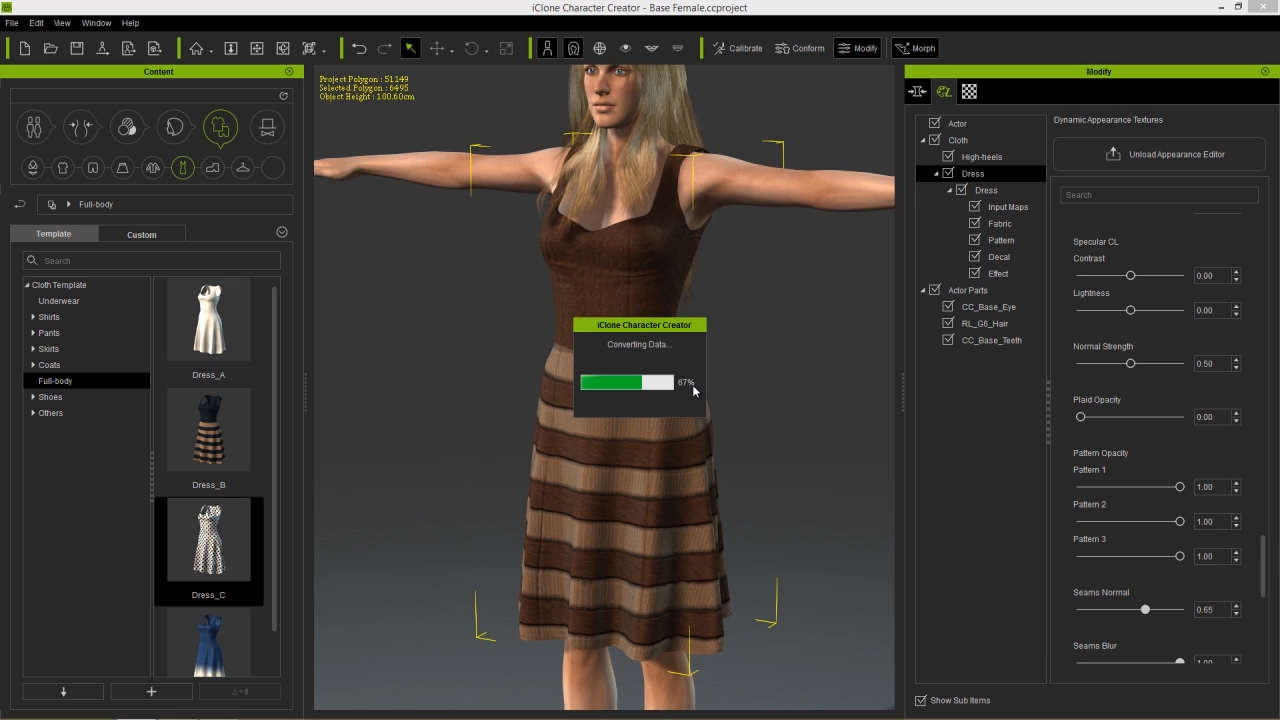 iClone Character Creator - Base Female.ccproject
File Edit View Window Help
Calibrate Conform Modify Morph
Content
Full-body
Template Custom
Search
Cloth Template
Underwear
Shirts
Pants
Skirts
Coats
Full-body
Shoes
Others
Dress_A
Dress_B
Dress_C
Project Polygon : 51149
Selected Polygon : 6495
Object Height : 100.60cm
iClone Character Creator
Converting Data...
67%
Modify
Actor
Cloth
High-heels
Dress
Dress
Input Maps
Fabric
Pattern
Decal
Effect
Actor Parts
CC_Base_Eye
RL_G6_Hair
CC_Base_Teeth
Show Sub Items
Dynamic Appearance Textures
Unload Appearance Editor
Search
Specular CL
Contrast
0.00
Lightness
0.00
Normal Strength
0.50
Plaid Opacity
0.00
Pattern Opacity
Pattern 1
1.00
Pattern 2
1.00
Pattern 3
1.00
Seams Normal
0.65
Seams Blur
1.00